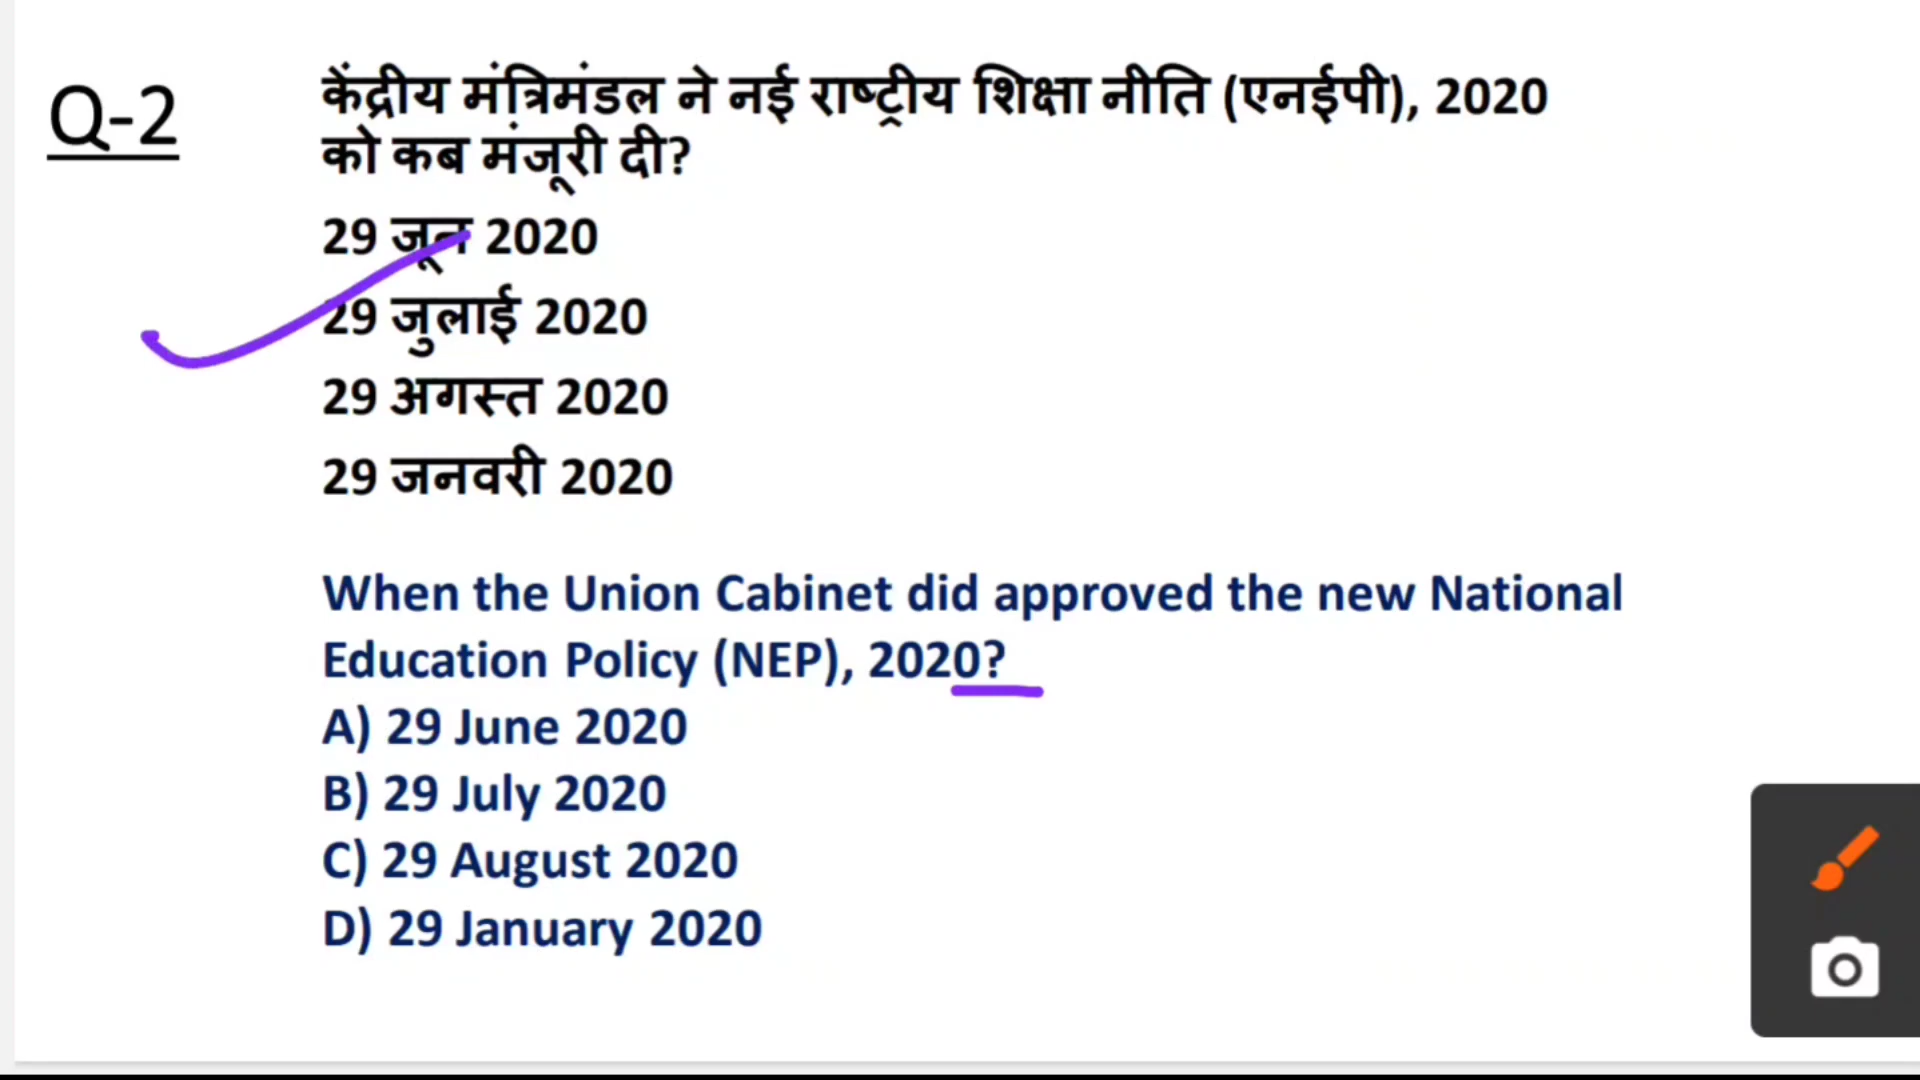 Q-2
केंद्रीय मंत्रिमंडल ने नई राष्ट्रीय शिक्षा नीति (एनईपी), 2020
को कब मंजूरी दी?
29 जून 2020
29 जुलाई 2020
29 अगस्त 2020
29 जनवरी 2020
When the Union Cabinet did approved the new National
Education Policy (NEP), 2020?
A) 29 June 2020
B) 29 July 2020
C) 29 August 2020
D) 29 January 2020